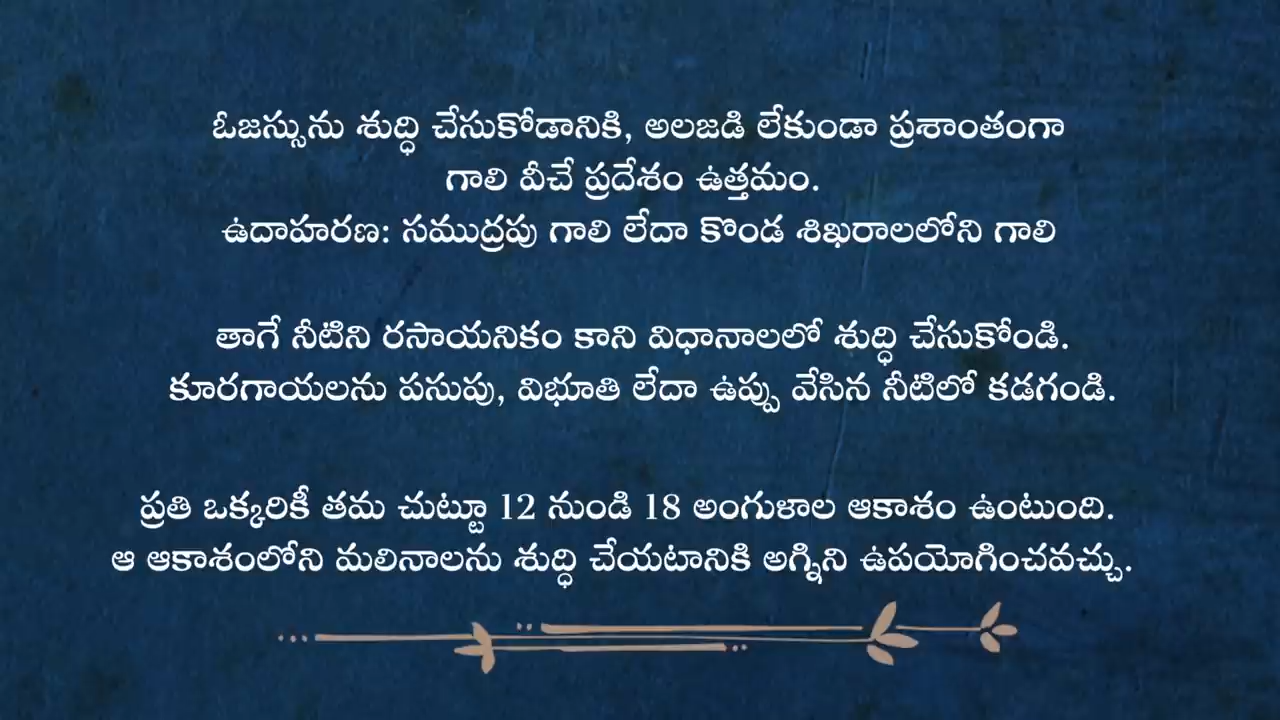 ఓజస్సును శుద్ధి చేసుకోడానికి, అలజడి లేకుండా ప్రశాంతంగా
గాలి వీచే ప్రదేశం ఉత్తమం.
ఉదాహరణ: సముద్రపు గాలి లేదా కొండ శిఖరాలలోని గాలి
తాగే నీటిని రసాయనికం కాని విధానాలలో శుద్ధి చేసుకోండి.
కూరగాయలను పసుపు, విభూతి లేదా ఉప్పు వేసిన నీటిలో కడగండి.
ప్రతి ఒక్కరికీ తమ చుట్టూ 12 నుండి 18 అంగుళాల ఆకాశం ఉంటుంది.
ఆ ఆకాశంలోని మలినాలను శుద్ధి చేయటానికి అగ్నిని ఉపయోగించవచ్చు.